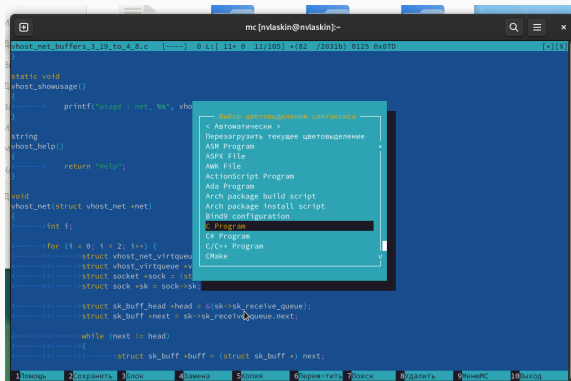 mc [nvlaskin@nvlaskin]:~
vhost_net_buffers_3_19_to_4_8.c [----] 0 L:[ 11+ 0 11/105] *(82 /2031b) 0125 0x07D [*][X]
}
static void
vhost_showusage()
{
printf("usage : net_ %s", vho
}
string
vhost_help()
{
return "Help";
}
void
vhost_net(struct vhost_net *net)
{
int i;
for (i = 0; i < 2; i++) {
struct vhost_net_virtqueu
struct vhost_virtqueue *v
struct socket *sock = (st
struct sock *sk = sock->sk;
struct sk_buff_head *head = &(sk->sk_receive_queue);
struct sk_buff *next = sk->sk_receive_queue.next;
while (next != head)
{
struct sk_buff *buff = (struct sk_buff *) next;
Выбор цветовыделения синтаксиса
< Автоматически >
Перезагрузить текущее цветовыделение
ASM Program
ASPX File
AWK File
ActionScript Program
Ada Program
Arch package build script
Arch package install script
Bind9 configuration
C Program
C# Program
C/C++ Program
CMake
1Помощь 2Сохранить 3Блок 4Замена 5Копия 6Перем~тить 7Поиск 8Удалить 9МенюMC 10Выход